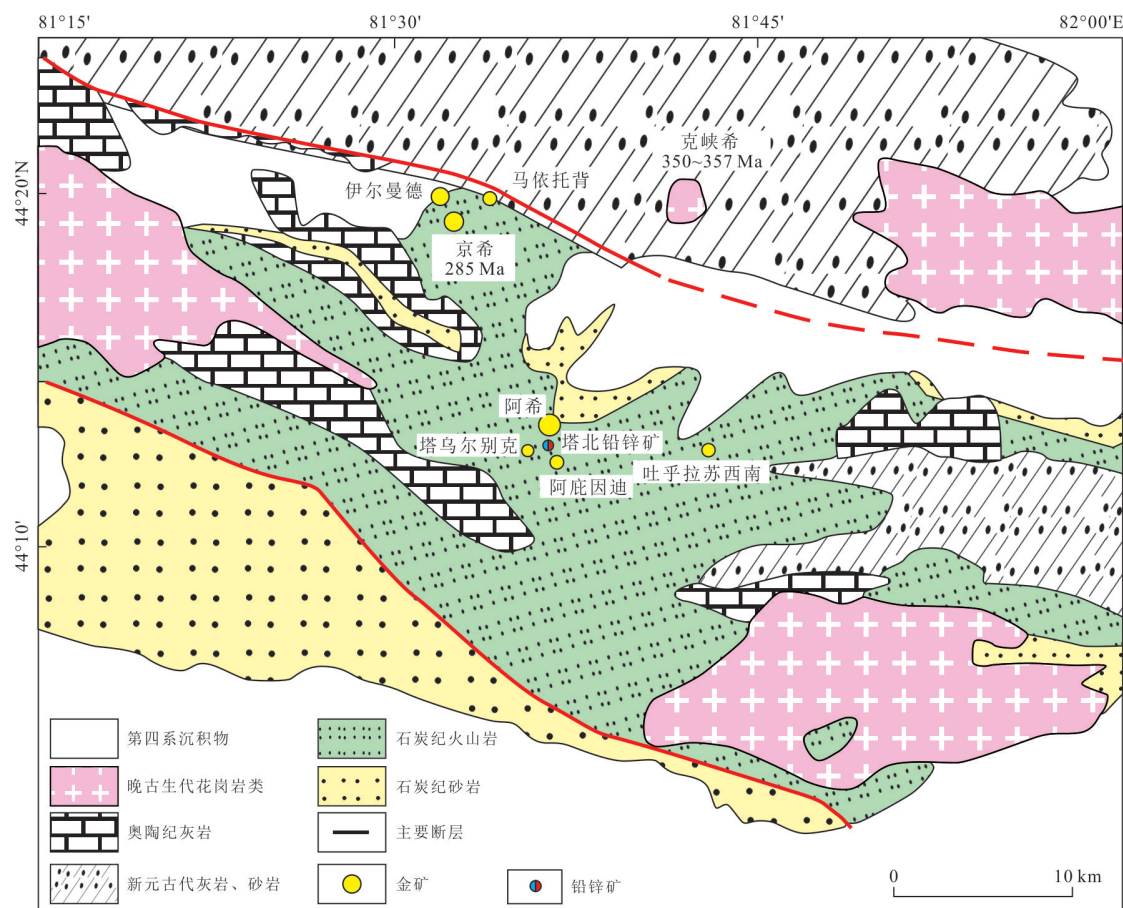 81°15′ 81°30′ 81°45′ 82°00′E
44°20′N
44°10′
克峡希
350~357 Ma
伊尔曼德
马依托背
京希
285 Ma
阿希
塔乌尔别克
塔北铅锌矿
阿庇因迪
吐乎拉苏西南
第四系沉积物
石炭纪火山岩
晚古生代花岗岩类
石炭纪砂岩
奥陶纪灰岩
主要断层
新元古代灰岩、砂岩
金矿
铅锌矿
0 10 km